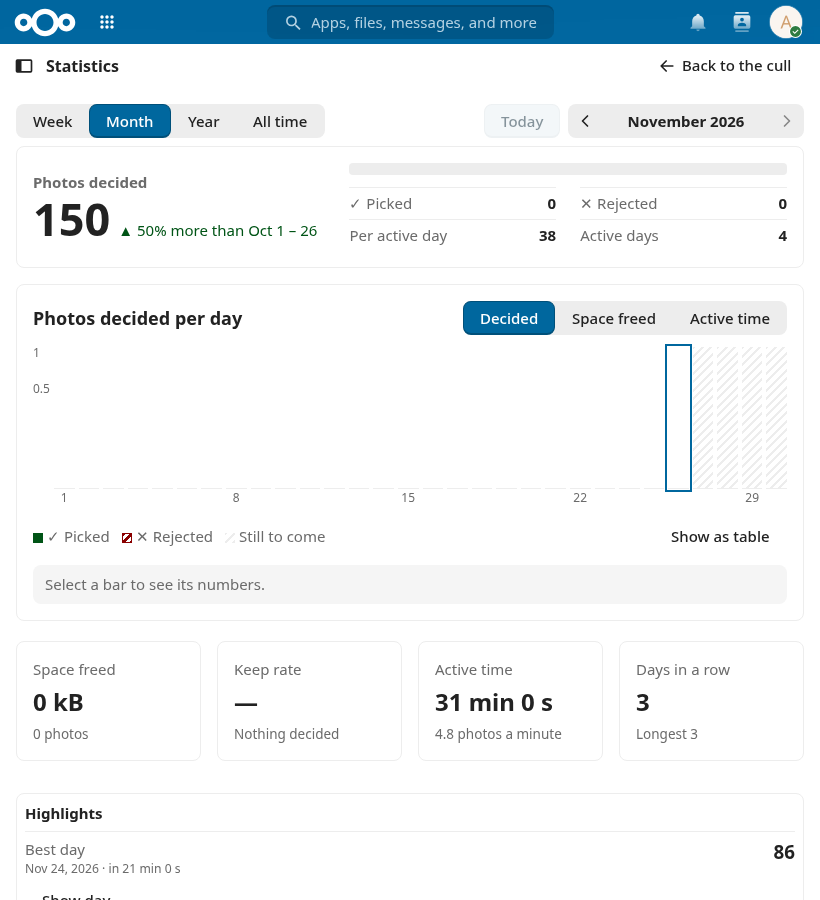 Apps, files, messages, and more
A
Statistics
Back to the cull
Week
Month
Year
All time
Today
November 2026
Photos decided
150 ▲ 50% more than Oct 1 – 26
✓ Picked 0
✕ Rejected 0
Per active day 38
Active days 4
Photos decided per day
Decided
Space freed
Active time
1
0.5
1 8 15 22 29
✓ Picked ✕ Rejected Still to come
Show as table
Select a bar to see its numbers.
Space freed
0 kB
0 photos
Keep rate
—
Nothing decided
Active time
31 min 0 s
4.8 photos a minute
Days in a row
3
Longest 3
Highlights
Best day 86
Nov 24, 2026 · in 21 min 0 s
Show day